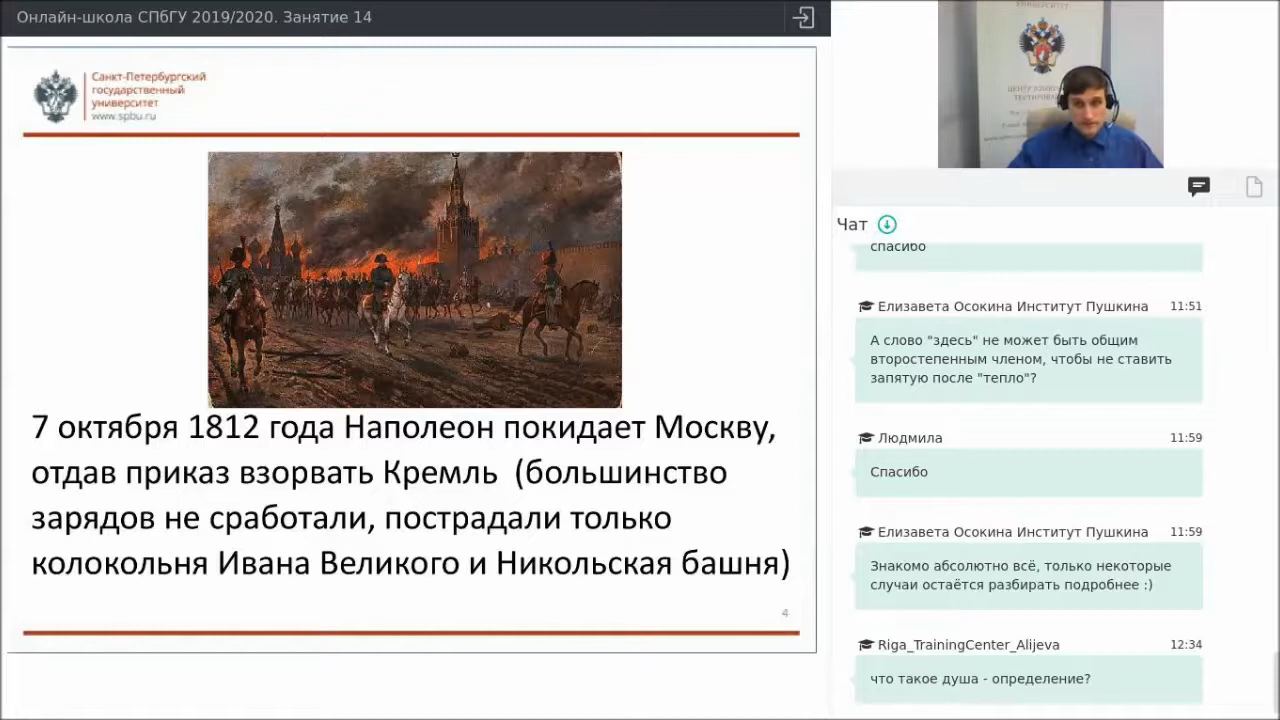 Онлайн-школа СПбГУ 2019/2020. Занятие 14
Санкт-Петербургский
государственный
университет
www.spbu.ru
7 октября 1812 года Наполеон покидает Москву,
отдав приказ взорвать Кремль (большинство
зарядов не сработали, пострадали только
колокольня Ивана Великого и Никольская башня)
4
Чат
спасибо
Елизавета Осокина Институт Пушкина 11:51
А слово "здесь" не может быть общим
второстепенным членом, чтобы не ставить
запятую после "тепло"?
Людмила 11:59
Спасибо
Елизавета Осокина Институт Пушкина 11:59
Знакомо абсолютно всё, только некоторые
случаи остаётся разбирать подробнее :)
Riga_TrainingCenter_Alijeva 12:34
что такое душа - определение?